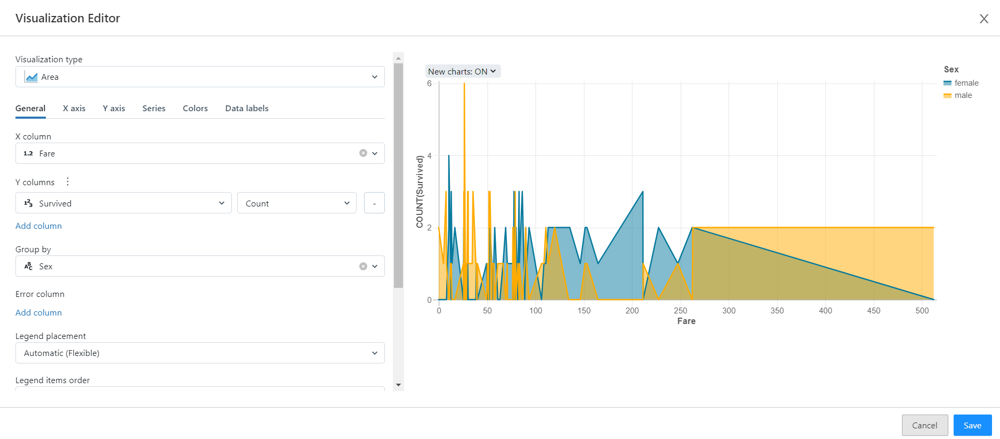 Visualization Editor
Visualization type
Area
General X axis Y axis Series Colors Data labels
X column
1.2 Fare
Y columns
123 Survived Count -
Add column
Group by
ABC Sex
Error column
Add column
Legend placement
Automatic (Flexible)
Legend items order
New charts: ON
Sex
female
male
6
4
2
0
COUNT(Survived)
0 50 100 150 200 250 300 350 400 450 500
Fare
Cancel Save